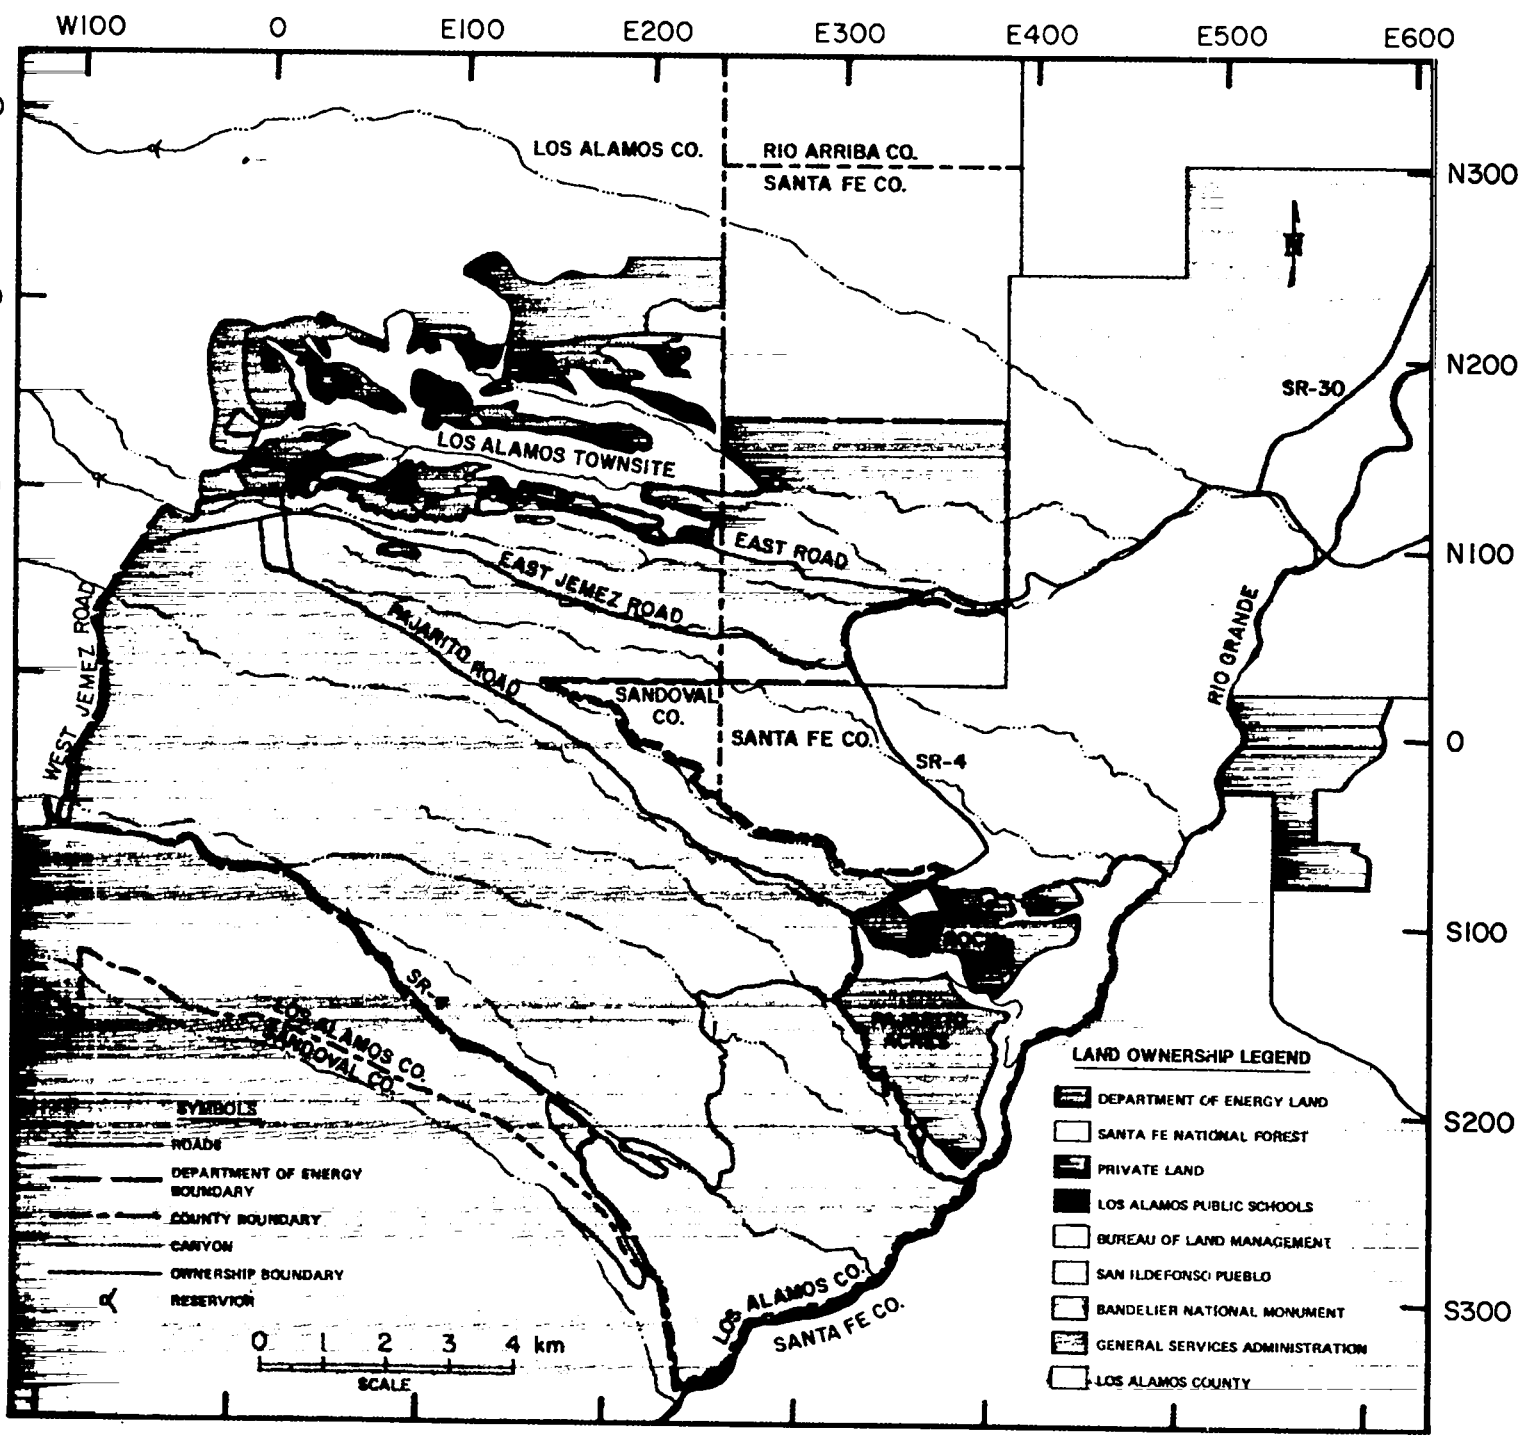 W100 0 E100 E200 E300 E400 E500 E600
LOS ALAMOS CO.
RIO ARRIBA CO.
SANTA FE CO.
N300
N
N200
SR-30
LOS ALAMOS TOWNSITE
EAST ROAD
N100
EAST JEMEZ ROAD
PAJARITO ROAD
WEST JEMEZ ROAD
RIO GRANDE
SANDOVAL
CO.
SANTA FE CO.
0
SR-4
S100
ROCK
SR-4
PAJARITO
ACRES
LOS ALAMOS CO.
SANDOVAL CO.
S200
S300
LOS ALAMOS CO.
SANTA FE CO.
SYMBOLS
ROADS
DEPARTMENT OF ENERGY
BOUNDARY
COUNTY BOUNDARY
CANYON
OWNERSHIP BOUNDARY
RESERVIOR
0 1 2 3 4 km
SCALE
LAND OWNERSHIP LEGEND
DEPARTMENT OF ENERGY LAND
SANTA FE NATIONAL FOREST
PRIVATE LAND
LOS ALAMOS PUBLIC SCHOOLS
BUREAU OF LAND MANAGEMENT
SAN ILDEFONSO PUEBLO
BANDELIER NATIONAL MONUMENT
GENERAL SERVICES ADMINISTRATION
LOS ALAMOS COUNTY